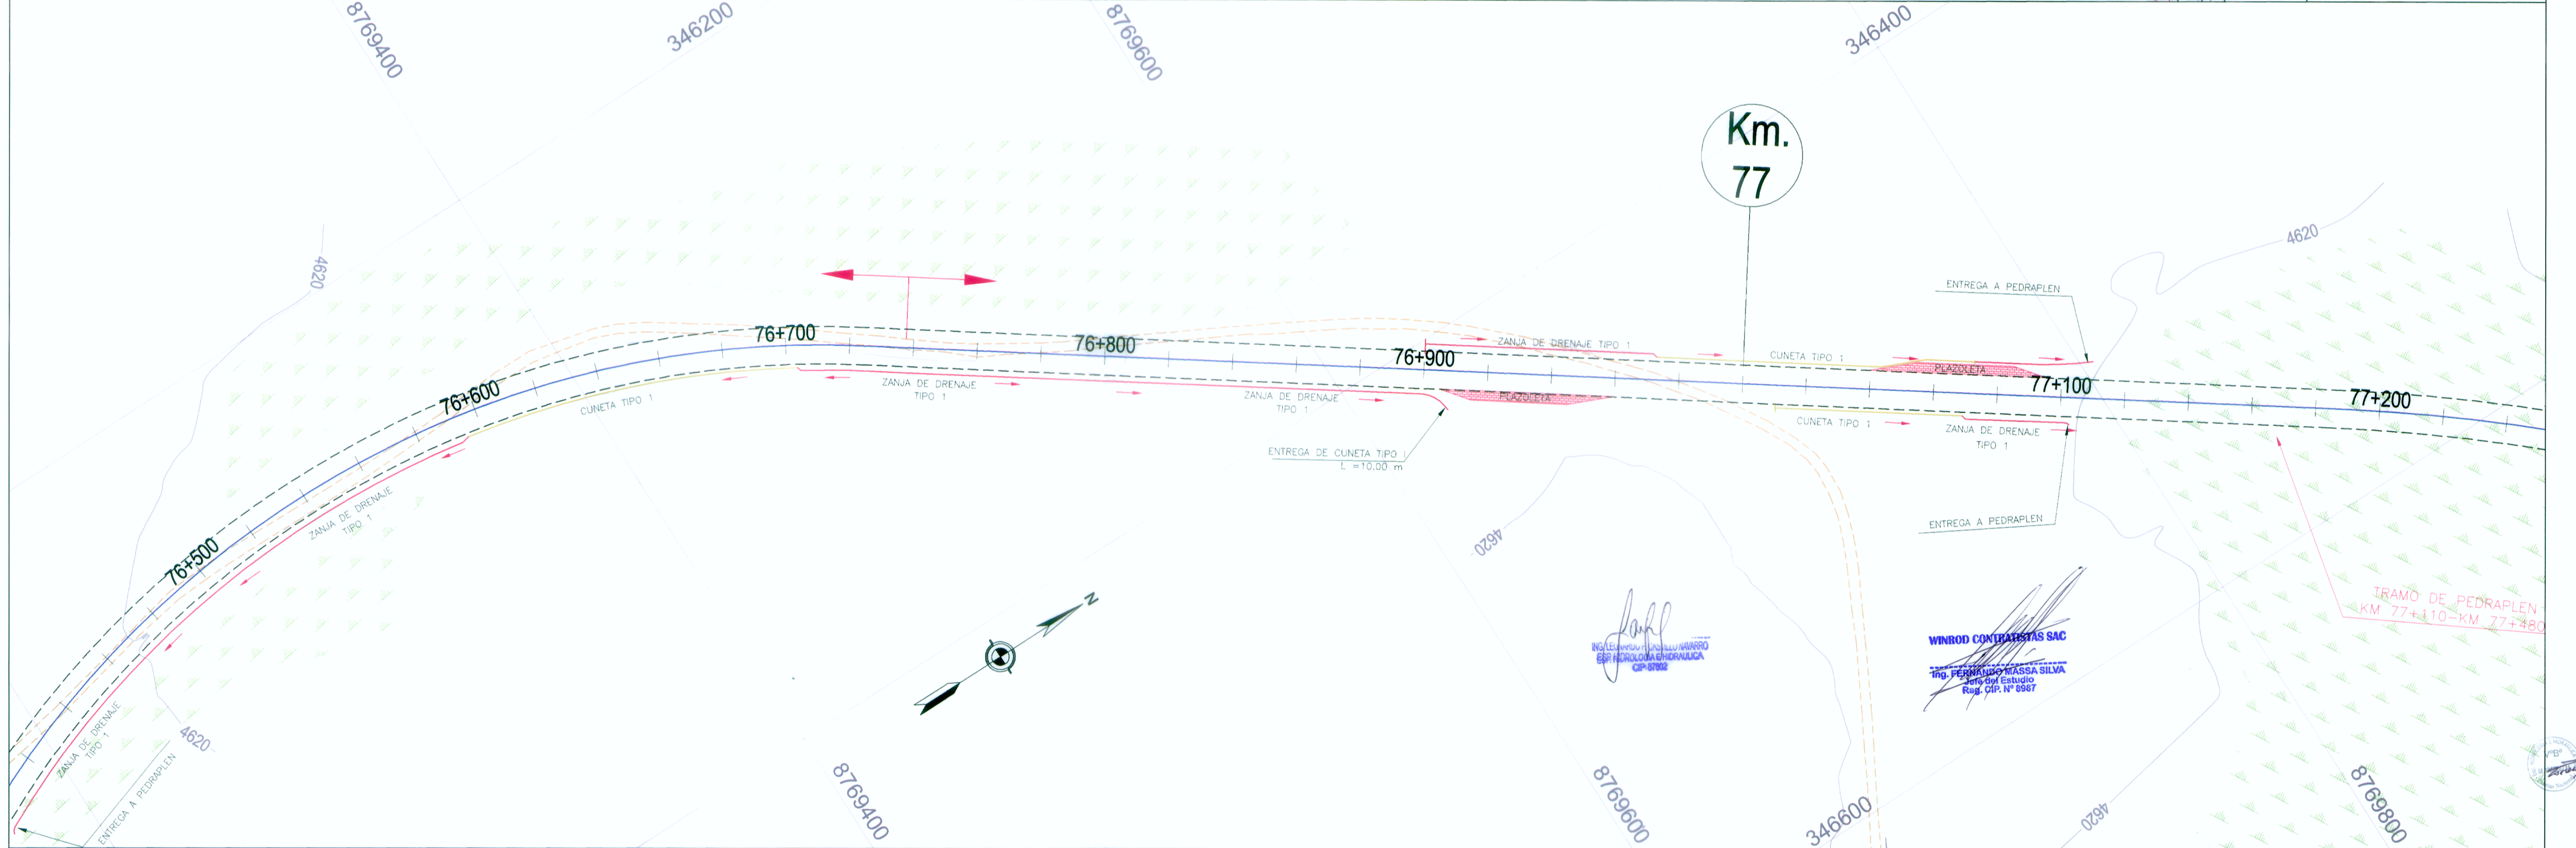 8769400
346200
8769600
346400
Km.
77
4620
4620
ENTREGA A PEDRAPLEN
76+700
76+800
76+900
ZANJA DE DRENAJE TIPO 1
CUNETA TIPO 1
PLAZOLETA
77+100
77+200
76+600
CUNETA TIPO 1
ZANJA DE DRENAJE
TIPO 1
ZANJA DE DRENAJE
TIPO 1
PLAZOLETA
CUNETA TIPO 1
ZANJA DE DRENAJE
TIPO 1
ENTREGA DE CUNETA TIPO I
L =10.00 m
ZANJA DE DRENAJE
TIPO 1
76+500
4620
ENTREGA A PEDRAPLEN
N
TRAMO DE PEDRAPLEN
KM 77+110-KM 77+480
CIP-87802
WINROD CONTRATISTAS SAC
Ing. FERNANDO MASSA SILVA
Jefe del Estudio
Reg. CIP. Nº 8967
ZANJA DE DRENAJE
TIPO 1
4620
ENTREGA A PEDRAPLEN
8769400
8769600
346600
4620
8769800
VºBº